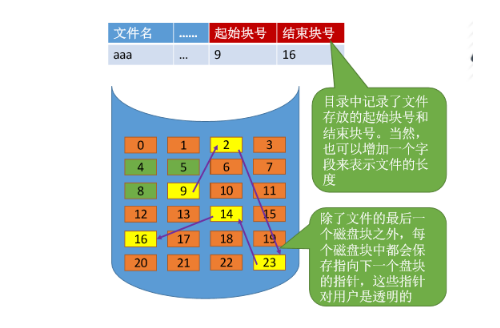 文件名 …… 起始块号 结束块号
aaa … 9 16
目录中记录了文件
存放的起始块号和
结束块号。当然,
也可以增加一个字
段来表示文件的长
度
0 1 2 3
4 5 6 7
8 9 10 11
12 13 14 15
16 17 18 19
20 21 22 23
除了文件的最后一
个磁盘块之外，每
个磁盘块中都会保
存指向下一个盘块
的指针，这些指针
对用户是透明的